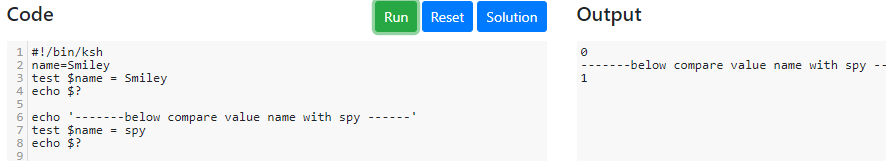 Code
Run Reset Solution
Output
1 #!/bin/ksh
2 name=Smiley
3 test $name = Smiley
4 echo $?
5
6 echo '-------below compare value name with spy ------'
7 test $name = spy
8 echo $?
9
0
-------below compare value name with spy --
1